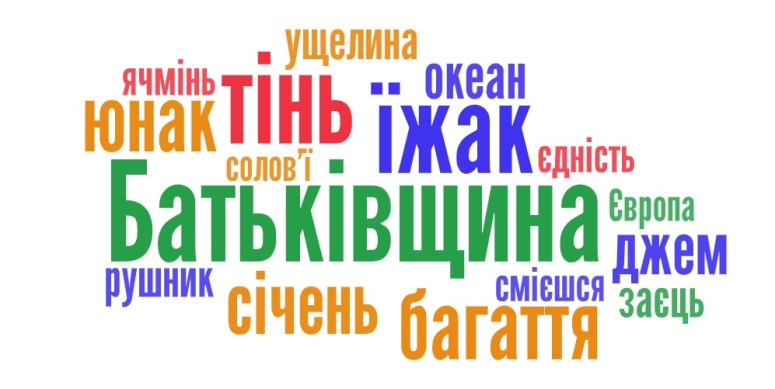 ущелина
ячмінь
тінь
океан
юнак
їжак
солов'ї
єдність
Батьківщина
Європа
джем
рушник
січень
смієшся
заєць
багаття